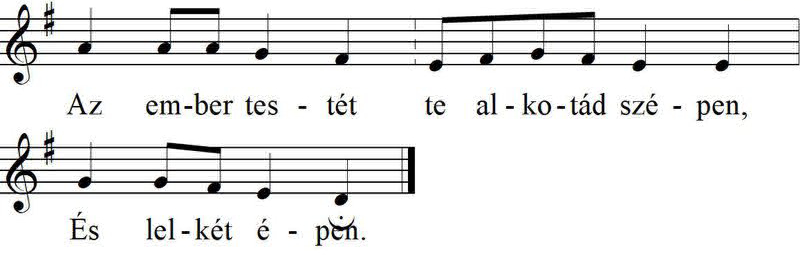 Az em-ber tes - tét te al-ko-tád szé - pen,
És lel-két é - pen.